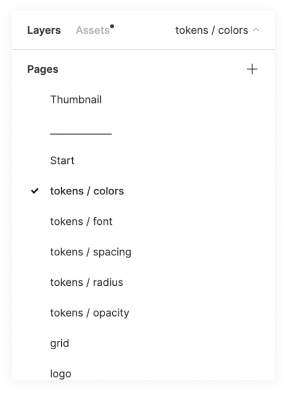 Layers Assets tokens / colors
Pages
Thumbnail
Start
tokens / colors
tokens / font
tokens / spacing
tokens / radius
tokens / opacity
grid
logo